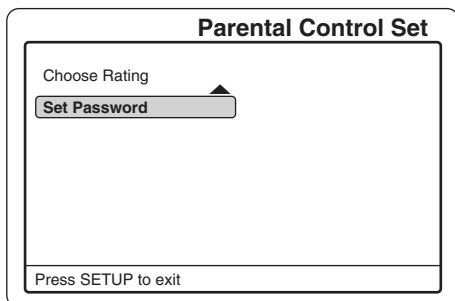 Parental Control Set
Choose Rating
Set Password
Press SETUP to exit